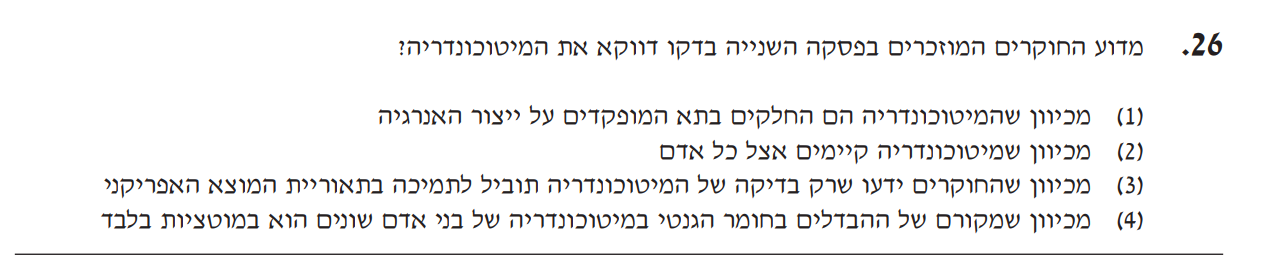 26. מדוע החוקרים המוזכרים בפסקה השנייה בדקו דווקא את המיטוכונדריה?
(1) מכיוון שהמיטוכונדריה הם החלקים בתא המופקדים על ייצור האנרגיה
(2) מכיוון שמיטוכונדריה קיימים אצל כל אדם
(3) מכיוון שהחוקרים ידעו שרק בדיקה של המיטוכונדריה תוביל לתמיכה בתאוריית המוצא האפריקני
(4) מכיוון שמקורם של ההבדלים בחומר הגנטי במיטוכונדריה של בני אדם שונים הוא במוטציות בלבד